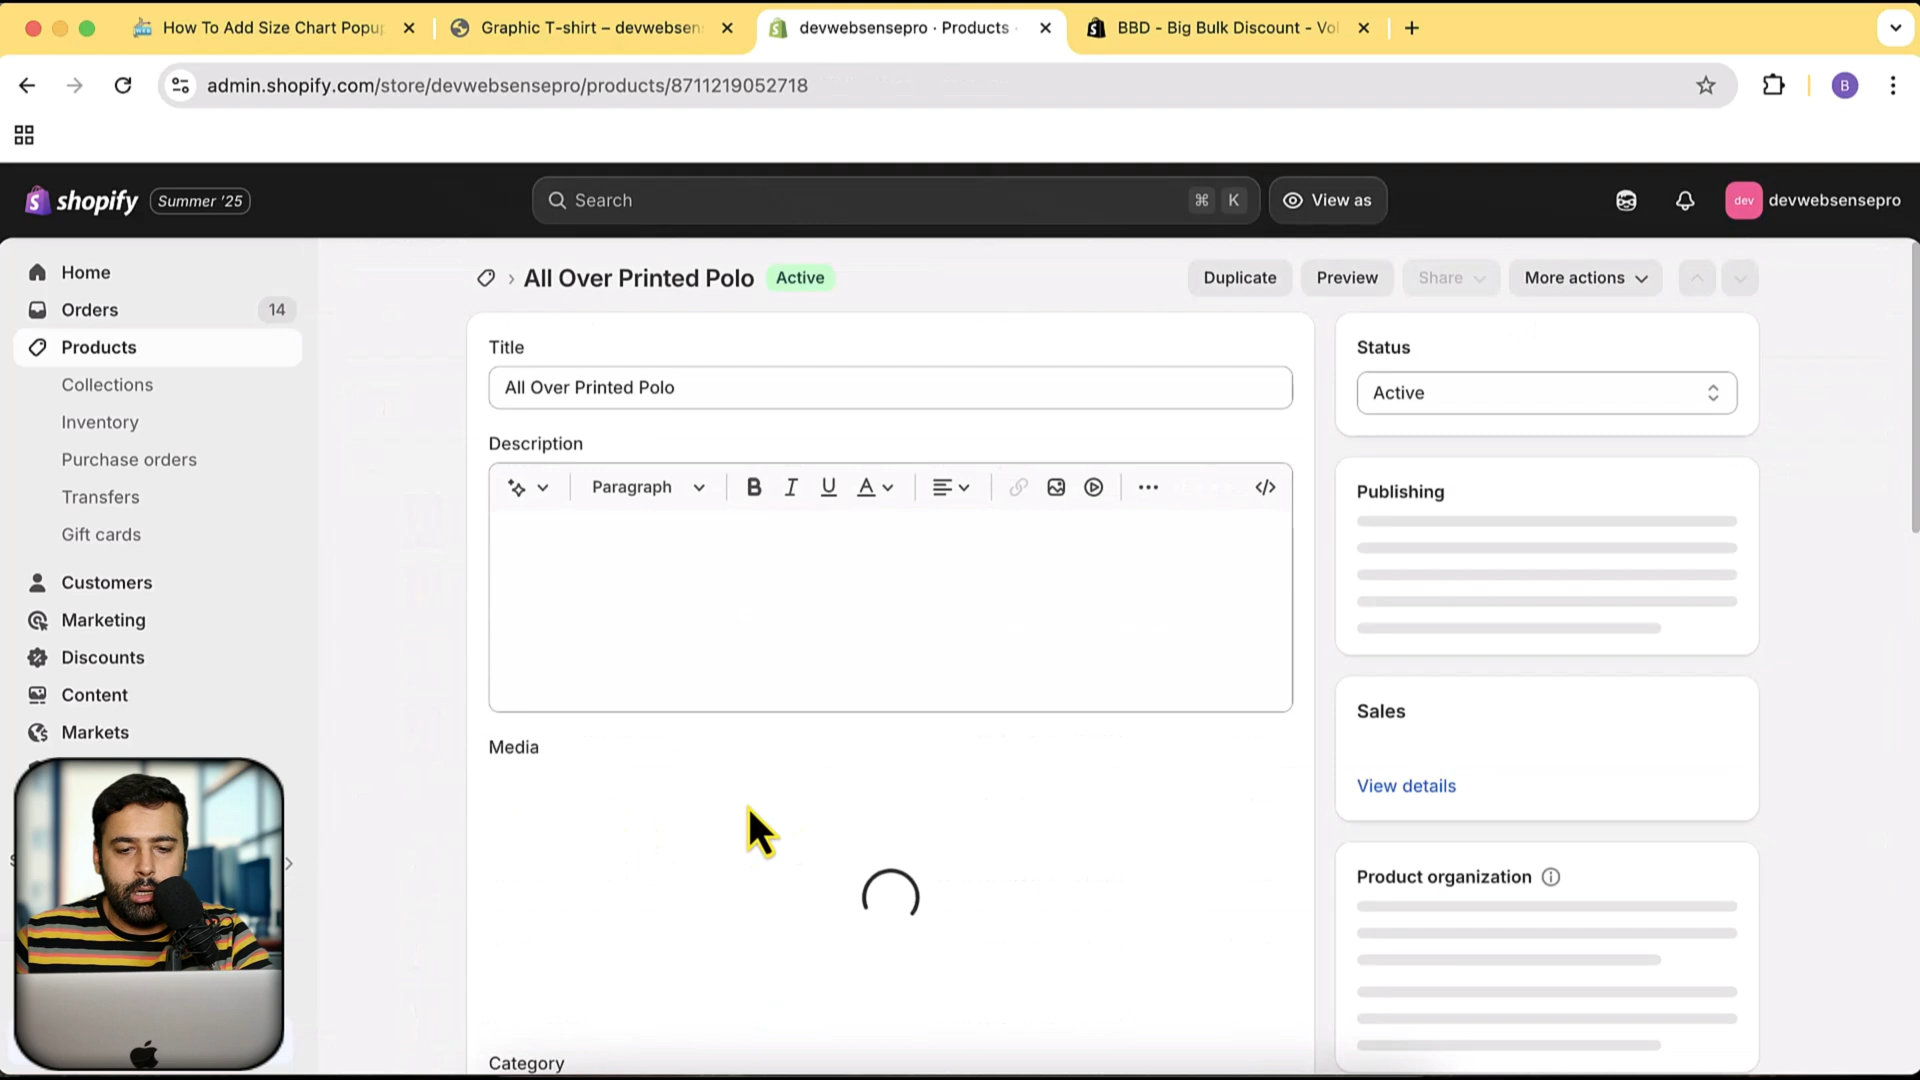 How To Add Size Chart Popup
Graphic T-shirt – devwebsen
devwebsensepro · Products ·
BBD - Big Bulk Discount - Vol
admin.shopify.com/store/devwebsensepro/products/8711219052718
B
shopify
Summer '25
Search
⌘ K
View as
dev
devwebsensepro
Home
Orders
14
Products
Collections
Inventory
Purchase orders
Transfers
Gift cards
Customers
Marketing
Discounts
Content
Markets
All Over Printed Polo
Active
Duplicate
Preview
Share
More actions
Title
All Over Printed Polo
Description
Paragraph
B I U A
Media
Category
Status
Active
Publishing
Sales
View details
Product organization